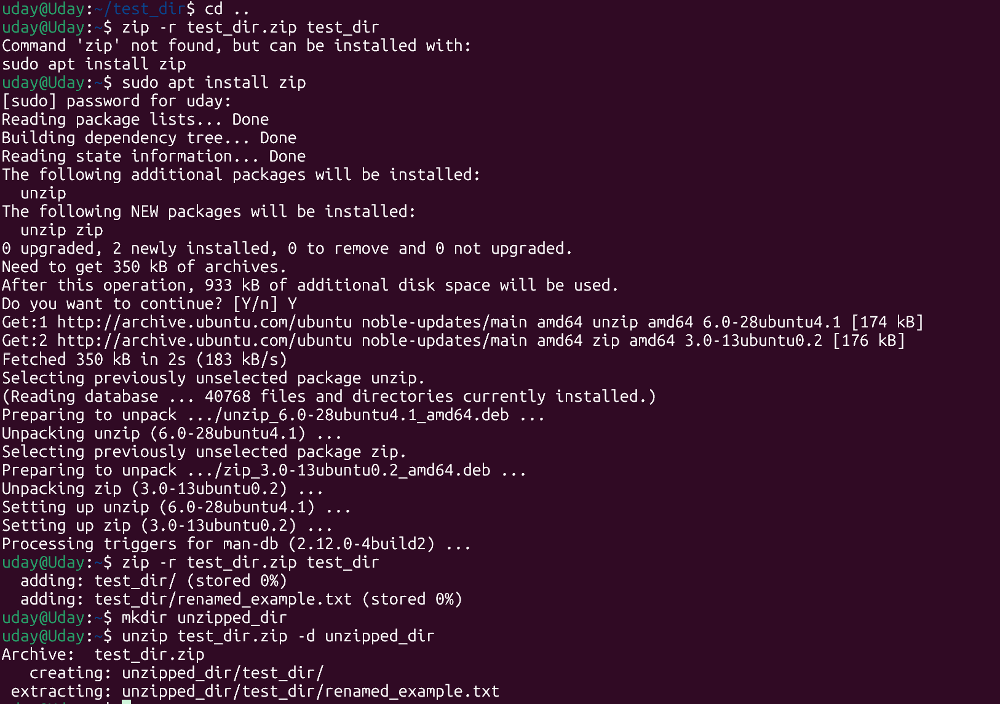 uday@Uday:~/test_dir$ cd ..
uday@Uday:~$ zip -r test_dir.zip test_dir
Command 'zip' not found, but can be installed with:
sudo apt install zip
uday@Uday:~$ sudo apt install zip
[sudo] password for uday:
Reading package lists... Done
Building dependency tree... Done
Reading state information... Done
The following additional packages will be installed:
  unzip
The following NEW packages will be installed:
  unzip zip
0 upgraded, 2 newly installed, 0 to remove and 0 not upgraded.
Need to get 350 kB of archives.
After this operation, 933 kB of additional disk space will be used.
Do you want to continue? [Y/n] Y
Get:1 http://archive.ubuntu.com/ubuntu noble-updates/main amd64 unzip amd64 6.0-28ubuntu4.1 [174 kB]
Get:2 http://archive.ubuntu.com/ubuntu noble-updates/main amd64 zip amd64 3.0-13ubuntu0.2 [176 kB]
Fetched 350 kB in 2s (183 kB/s)
Selecting previously unselected package unzip.
(Reading database ... 40768 files and directories currently installed.)
Preparing to unpack .../unzip_6.0-28ubuntu4.1_amd64.deb ...
Unpacking unzip (6.0-28ubuntu4.1) ...
Selecting previously unselected package zip.
Preparing to unpack .../zip_3.0-13ubuntu0.2_amd64.deb ...
Unpacking zip (3.0-13ubuntu0.2) ...
Setting up unzip (6.0-28ubuntu4.1) ...
Setting up zip (3.0-13ubuntu0.2) ...
Processing triggers for man-db (2.12.0-4build2) ...
uday@Uday:~$ zip -r test_dir.zip test_dir
  adding: test_dir/ (stored 0%)
  adding: test_dir/renamed_example.txt (stored 0%)
uday@Uday:~$ mkdir unzipped_dir
uday@Uday:~$ unzip test_dir.zip -d unzipped_dir
Archive:  test_dir.zip
   creating: unzipped_dir/test_dir/
 extracting: unzipped_dir/test_dir/renamed_example.txt